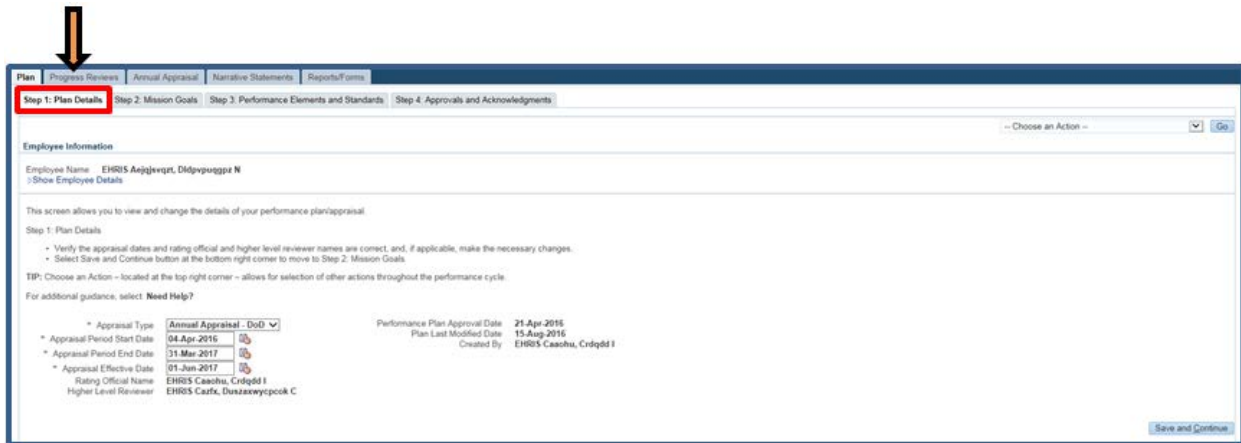 Plan Progress Reviews Annual Appraisal Narrative Statements Reports/Forms
Step 1: Plan Details Step 2: Mission Goals Step 3: Performance Elements and Standards Step 4: Approvals and Acknowledgments
-- Choose an Action -- Go
Employee Information
Employee Name EHRIS Aejqjsvqzt, Dldpvpuqgpz N
Show Employee Details
This screen allows you to view and change the details of your performance plan/appraisal.
Step 1: Plan Details
• Verify the appraisal dates and rating official and higher level reviewer names are correct, and, if applicable, make the necessary changes.
• Select Save and Continue button at the bottom right corner to move to Step 2: Mission Goals.
TIP: Choose an Action – located at the top right corner – allows for selection of other actions throughout the performance cycle.
For additional guidance, select Need Help?
* Appraisal Type Annual Appraisal - DoD Performance Plan Approval Date 21-Apr-2016
* Appraisal Period Start Date 04-Apr-2016 Plan Last Modified Date 15-Aug-2016
* Appraisal Period End Date 31-Mar-2017 Created By EHRIS Caaohu, Crdqdd I
* Appraisal Effective Date 01-Jun-2017
Rating Official Name EHRIS Caaohu, Crdqdd I
Higher Level Reviewer EHRIS Cazfx, Duszaxwycpcok C
Save and Continue